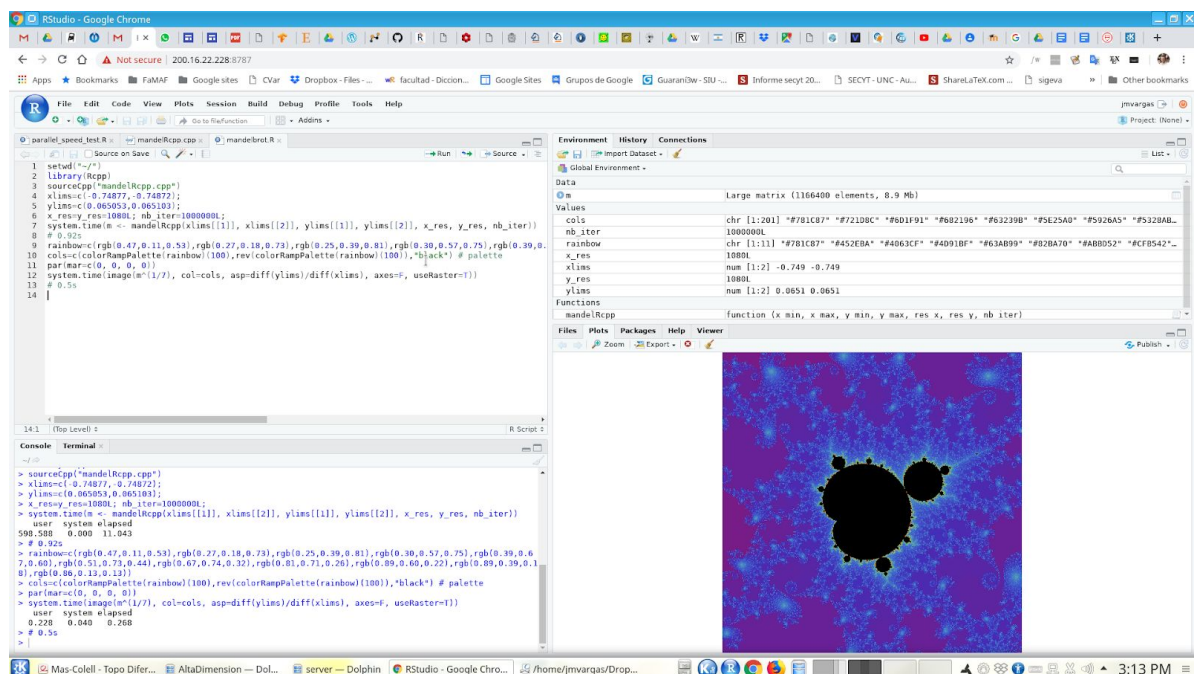 RStudio - Google Chrome
Not secure | 200.16.22.228:8787
Apps Bookmarks FaMAF Google sites CVar Dropbox - Files - ... facultad - Diccion... Google Sites Grupos de Google Guarani3w - SIU -... Informe secyt 20... SECYT - UNC - Au... ShareLaTeX.com ... sigeva » Other bookmarks
File Edit Code View Plots Session Build Debug Profile Tools Help
jmvargas
Go to file/function Addins
Project: (None)
parallel_speed_test.R mandelRcpp.cpp mandelbrot.R
Source on Save Run Source
1 setwd("~/")
2 library(Rcpp)
3 sourceCpp("mandelRcpp.cpp")
4 xlims=c(-0.74877,-0.74872);
5 ylims=c(0.065053,0.065103);
6 x_res=y_res=1080L; nb_iter=1000000L;
7 system.time(m <- mandelRcpp(xlims[[1]], xlims[[2]], ylims[[1]], ylims[[2]], x_res, y_res, nb_iter))
8 # 0.92s
9 rainbow=c(rgb(0.47,0.11,0.53),rgb(0.27,0.18,0.73),rgb(0.25,0.39,0.81),rgb(0.30,0.57,0.75),rgb(0.39,0.
10 cols=c(colorRampPalette(rainbow)(100),rev(colorRampPalette(rainbow)(100)),"black") # palette
11 par(mar=c(0, 0, 0, 0))
12 system.time(image(m^(1/7), col=cols, asp=diff(ylims)/diff(xlims), axes=F, useRaster=T))
13 # 0.5s
14
14:1 (Top Level) R Script
Console Terminal
~/
> sourceCpp("mandelRcpp.cpp")
> xlims=c(-0.74877,-0.74872);
> ylims=c(0.065053,0.065103);
> x_res=y_res=1080L; nb_iter=1000000L;
> system.time(m <- mandelRcpp(xlims[[1]], xlims[[2]], ylims[[1]], ylims[[2]], x_res, y_res, nb_iter))
user system elapsed
598.588 0.000 11.043
> # 0.92s
> rainbow=c(rgb(0.47,0.11,0.53),rgb(0.27,0.18,0.73),rgb(0.25,0.39,0.81),rgb(0.30,0.57,0.75),rgb(0.39,0.6
7,0.60),rgb(0.51,0.73,0.44),rgb(0.67,0.74,0.32),rgb(0.81,0.71,0.26),rgb(0.89,0.60,0.22),rgb(0.89,0.39,0.1
8),rgb(0.86,0.13,0.13))
> cols=c(colorRampPalette(rainbow)(100),rev(colorRampPalette(rainbow)(100)),"black") # palette
> par(mar=c(0, 0, 0, 0))
> system.time(image(m^(1/7), col=cols, asp=diff(ylims)/diff(xlims), axes=F, useRaster=T))
user system elapsed
0.228 0.040 0.268
> # 0.5s
>
Environment History Connections
Import Dataset List
Global Environment
Data
m Large matrix (1166400 elements, 8.9 Mb)
Values
cols chr [1:201] "#781C87" "#721D8C" "#6D1F91" "#682196" "#63239B" "#5E25A0" "#5926A5" "#5328AB…
nb_iter 1000000L
rainbow chr [1:11] "#781C87" "#452EBA" "#4063CF" "#4D91BF" "#63AB99" "#82BA70" "#ABBD52" "#CFB542"…
x_res 1080L
xlims num [1:2] -0.749 -0.749
y_res 1080L
ylims num [1:2] 0.0651 0.0651
Functions
mandelRcpp function (x_min, x_max, y_min, y_max, res_x, res_y, nb_iter)
Files Plots Packages Help Viewer
Zoom Export Publish
Mas-Colell - Topo Difer... AltaDimension — Dol... server — Dolphin RStudio - Google Chro... /home/jmvargas/Drop... 3:13 PM